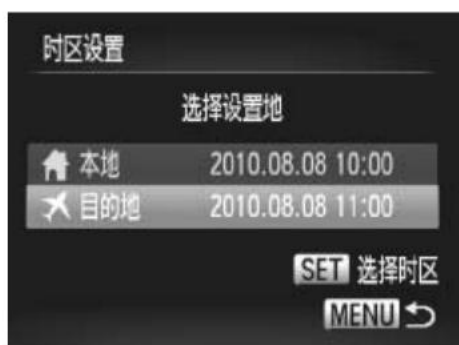 时区设置
选择设置地
本地 2010.08.08 10:00
目的地 2010.08.08 11:00
SET 选择时区
MENU